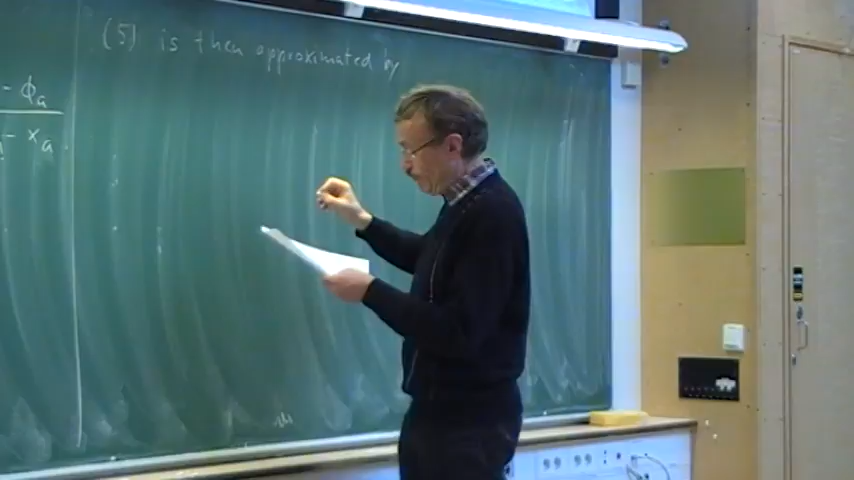 (5) is then approximated by
- ϕₐ
- xₐ